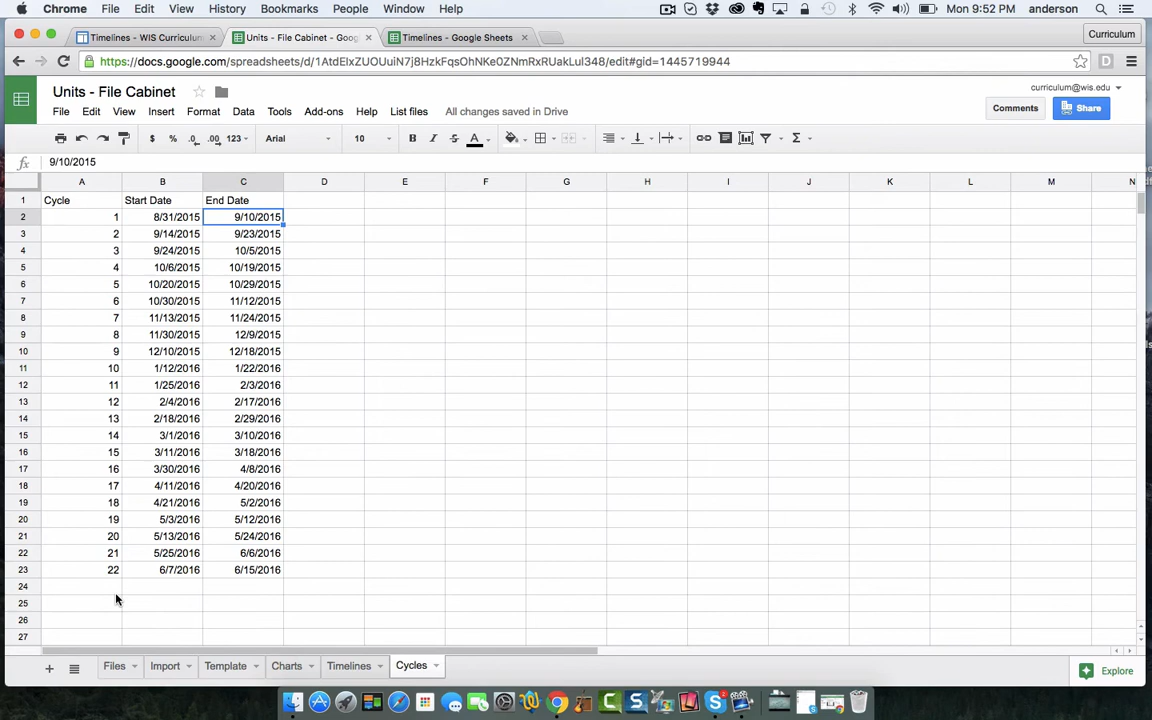 Chrome File Edit View History Bookmarks People Window Help Mon 9:52 PM anderson
Timelines - WIS Curriculum Units - File Cabinet - Goog Timelines - Google Sheets Curriculum
https://docs.google.com/spreadsheets/d/1AtdElxZUOUuiN7j8HzkFqsOhNKe0ZNmRxRUakLul348/edit#gid=1445719944
Units - File Cabinet curriculum@wis.edu
File Edit View Insert Format Data Tools Add-ons Help List files All changes saved in Drive Comments Share
$ % .0 .00 123 Arial 10 B I S A
fx 9/10/2015
A B C D E F G H I J K L M N
1 Cycle Start Date End Date
2 1 8/31/2015 9/10/2015
3 2 9/14/2015 9/23/2015
4 3 9/24/2015 10/5/2015
5 4 10/6/2015 10/19/2015
6 5 10/20/2015 10/29/2015
7 6 10/30/2015 11/12/2015
8 7 11/13/2015 11/24/2015
9 8 11/30/2015 12/9/2015
10 9 12/10/2015 12/18/2015
11 10 1/12/2016 1/22/2016
12 11 1/25/2016 2/3/2016
13 12 2/4/2016 2/17/2016
14 13 2/18/2016 2/29/2016
15 14 3/1/2016 3/10/2016
16 15 3/11/2016 3/18/2016
17 16 3/30/2016 4/8/2016
18 17 4/11/2016 4/20/2016
19 18 4/21/2016 5/2/2016
20 19 5/3/2016 5/12/2016
21 20 5/13/2016 5/24/2016
22 21 5/25/2016 6/6/2016
23 22 6/7/2016 6/15/2016
24
25
26
27
Files Import Template Charts Timelines Cycles Explore